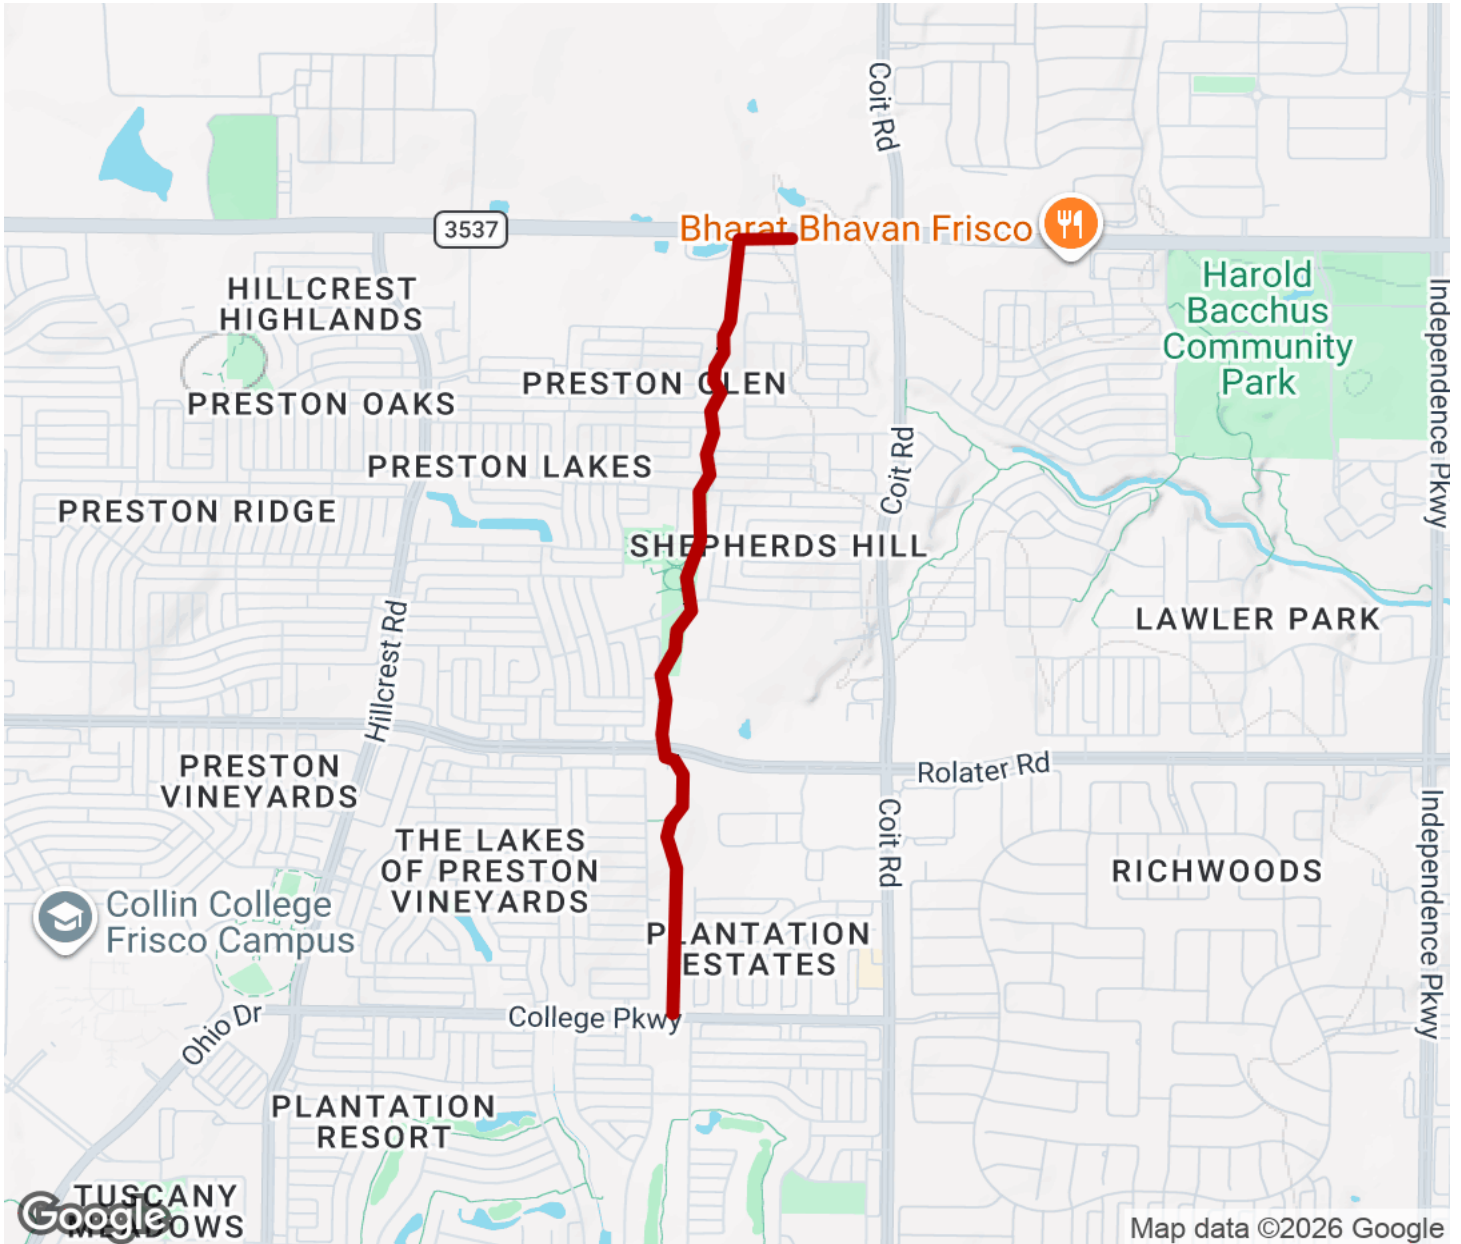 Coit Rd
3537
Bharat Bhavan Frisco
HILLCREST
HIGHLANDS
Harold
Bacchus
Community
Park
Independence Pkwy
PRESTON GLEN
PRESTON OAKS
PRESTON LAKES
Coit Rd
PRESTON RIDGE
SHEPHERDS HILL
LAWLER PARK
Hillcrest Rd
PRESTON
VINEYARDS
Rolater Rd
Coit Rd
Independence Pkwy
THE LAKES
OF PRESTON
VINEYARDS
RICHWOODS
Collin College
Frisco Campus
PLANTATION
ESTATES
Ohio Dr
College Pkwy
PLANTATION
RESORT
TUSCANY
MEADOWS
Google
Map data ©2026 Google